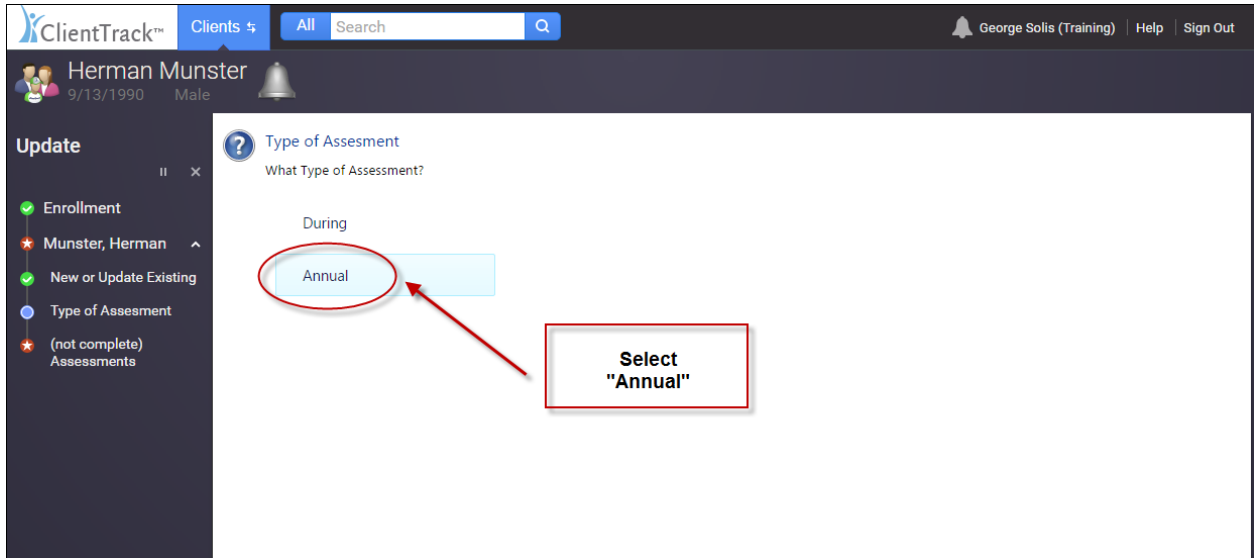 ClientTrack™
Clients
All
Search
George Solis (Training)
Help
Sign Out
Herman Munster
9/13/1990 Male
Update
Enrollment
Munster, Herman
New or Update Existing
Type of Assesment
(not complete)
Assessments
Type of Assesment
What Type of Assessment?
During
Annual
Select
"Annual"